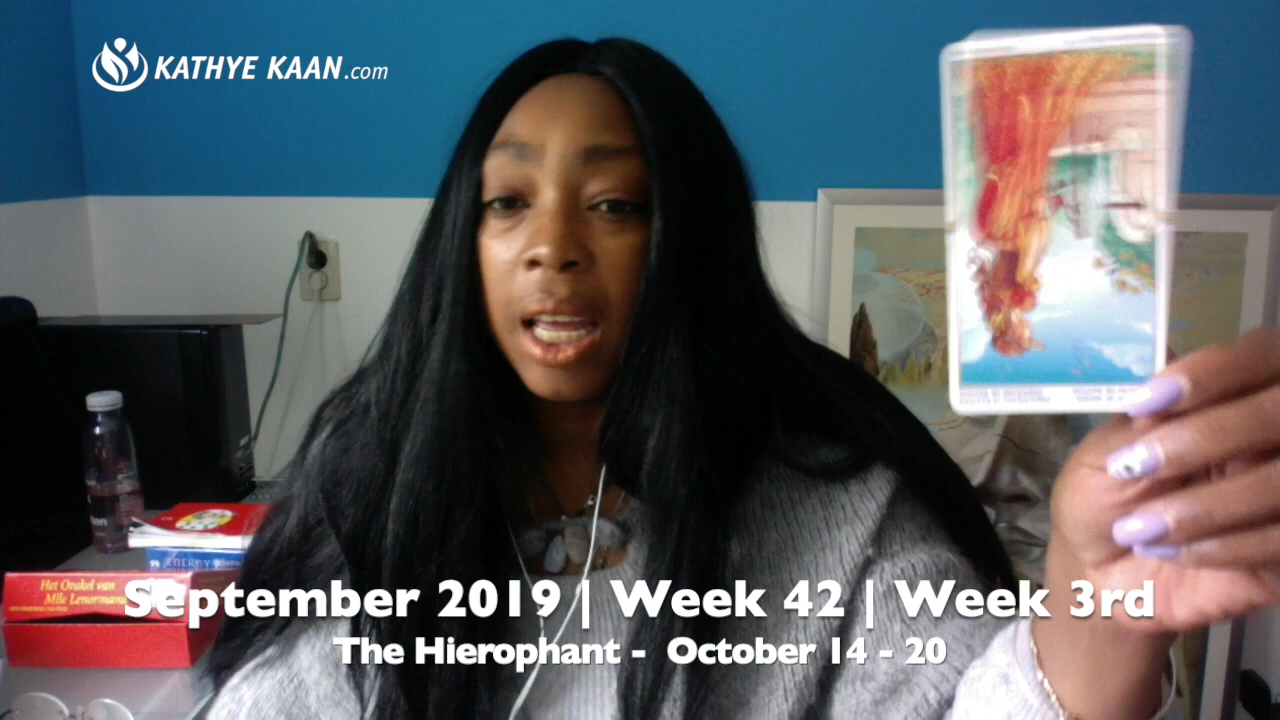 KATHYE KAAN.com
ENERGY
Het Orakel van
Mlle Lenormand
September 2019 | Week 42 | Week 3rd
The Hierophant - October 14 - 20